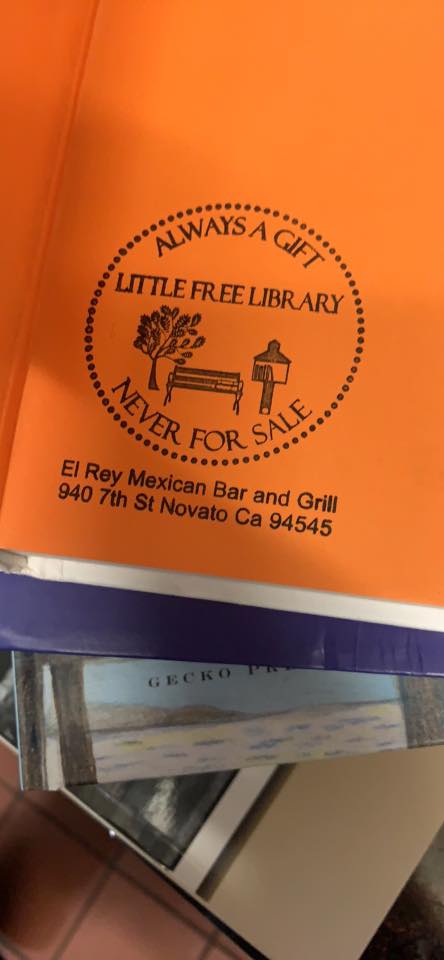 ALWAYS A GIFT
LITTLE FREE LIBRARY
NEVER FOR SALE
El Rey Mexican Bar and Grill
940 7th St Novato Ca 94545
GECKO